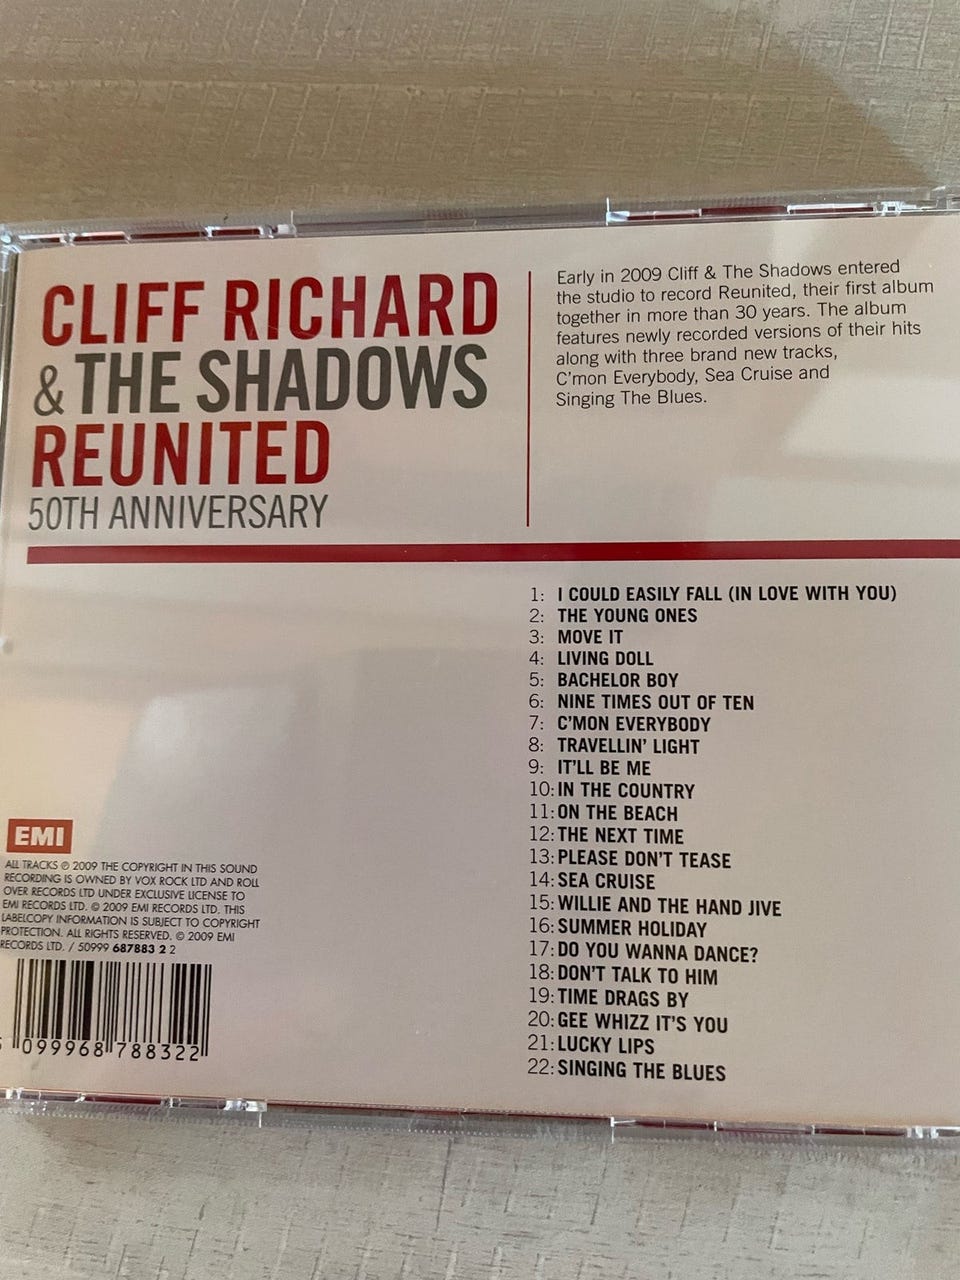 CLIFF RICHARD
& THE SHADOWS
REUNITED
50TH ANNIVERSARY
Early in 2009 Cliff & The Shadows entered
the studio to record Reunited, their first album
together in more than 30 years. The album
features newly recorded versions of their hits
along with three brand new tracks,
C'mon Everybody, Sea Cruise and
Singing The Blues.
1: I COULD EASILY FALL (IN LOVE WITH YOU)
2: THE YOUNG ONES
3: MOVE IT
4: LIVING DOLL
5: BACHELOR BOY
6: NINE TIMES OUT OF TEN
7: C'MON EVERYBODY
8: TRAVELLIN' LIGHT
9: IT'LL BE ME
10: IN THE COUNTRY
11: ON THE BEACH
12: THE NEXT TIME
13: PLEASE DON'T TEASE
14: SEA CRUISE
15: WILLIE AND THE HAND JIVE
16: SUMMER HOLIDAY
17: DO YOU WANNA DANCE?
18: DON'T TALK TO HIM
19: TIME DRAGS BY
20: GEE WHIZZ IT'S YOU
21: LUCKY LIPS
22: SINGING THE BLUES
EMI
ALL TRACKS ℗ 2009 THE COPYRIGHT IN THIS SOUND
RECORDING IS OWNED BY VOX ROCK LTD AND ROLL
OVER RECORDS LTD UNDER EXCLUSIVE LICENSE TO
EMI RECORDS LTD. © 2009 EMI RECORDS LTD. THIS
LABELCOPY INFORMATION IS SUBJECT TO COPYRIGHT
PROTECTION. ALL RIGHTS RESERVED. © 2009 EMI
RECORDS LTD. / 50999 687883 2 2
099968 788322